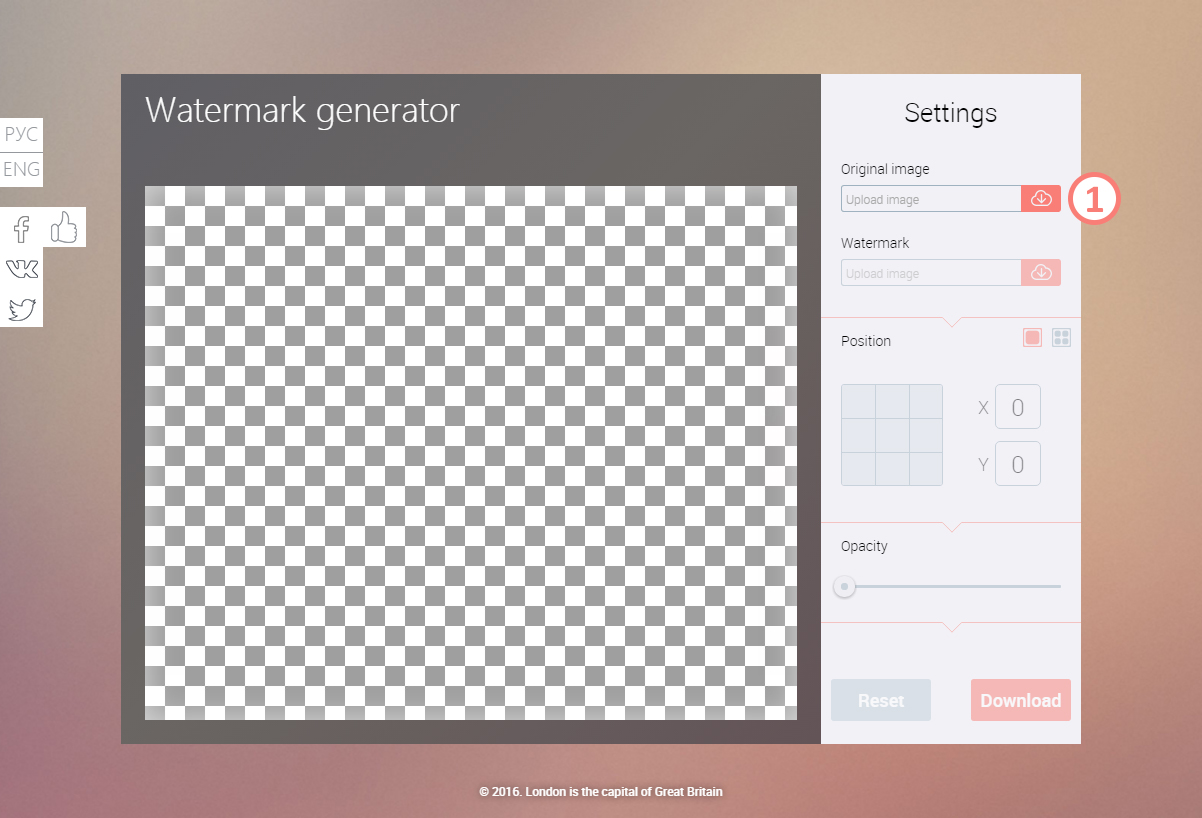 Watermark generator
РУС
ENG
Settings
Original image
Upload image
1
Watermark
Upload image
Position
X 0
Y 0
Opacity
Reset
Download
© 2016. London is the capital of Great Britain